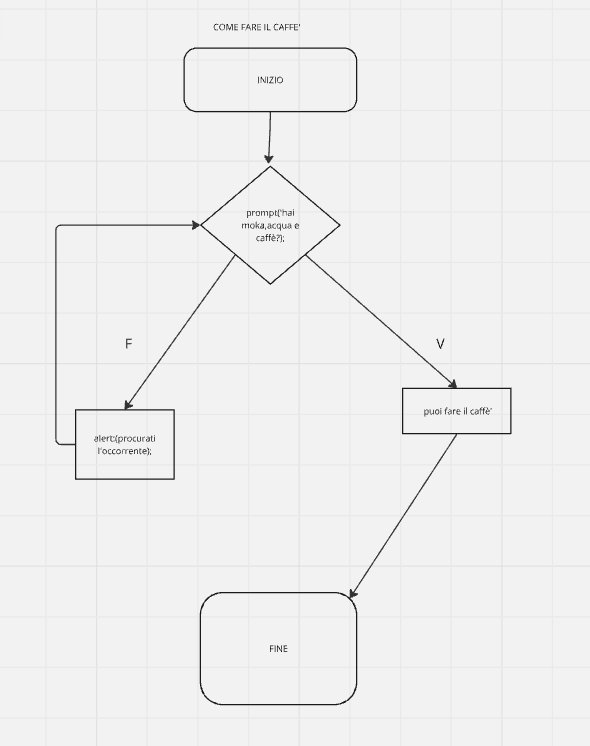 COME FARE IL CAFFE'
INIZIO
prompt('hai
moka,acqua e
caffè?);
F
V
puoi fare il caffè'
alert:(procurati
l'occorrente);
FINE